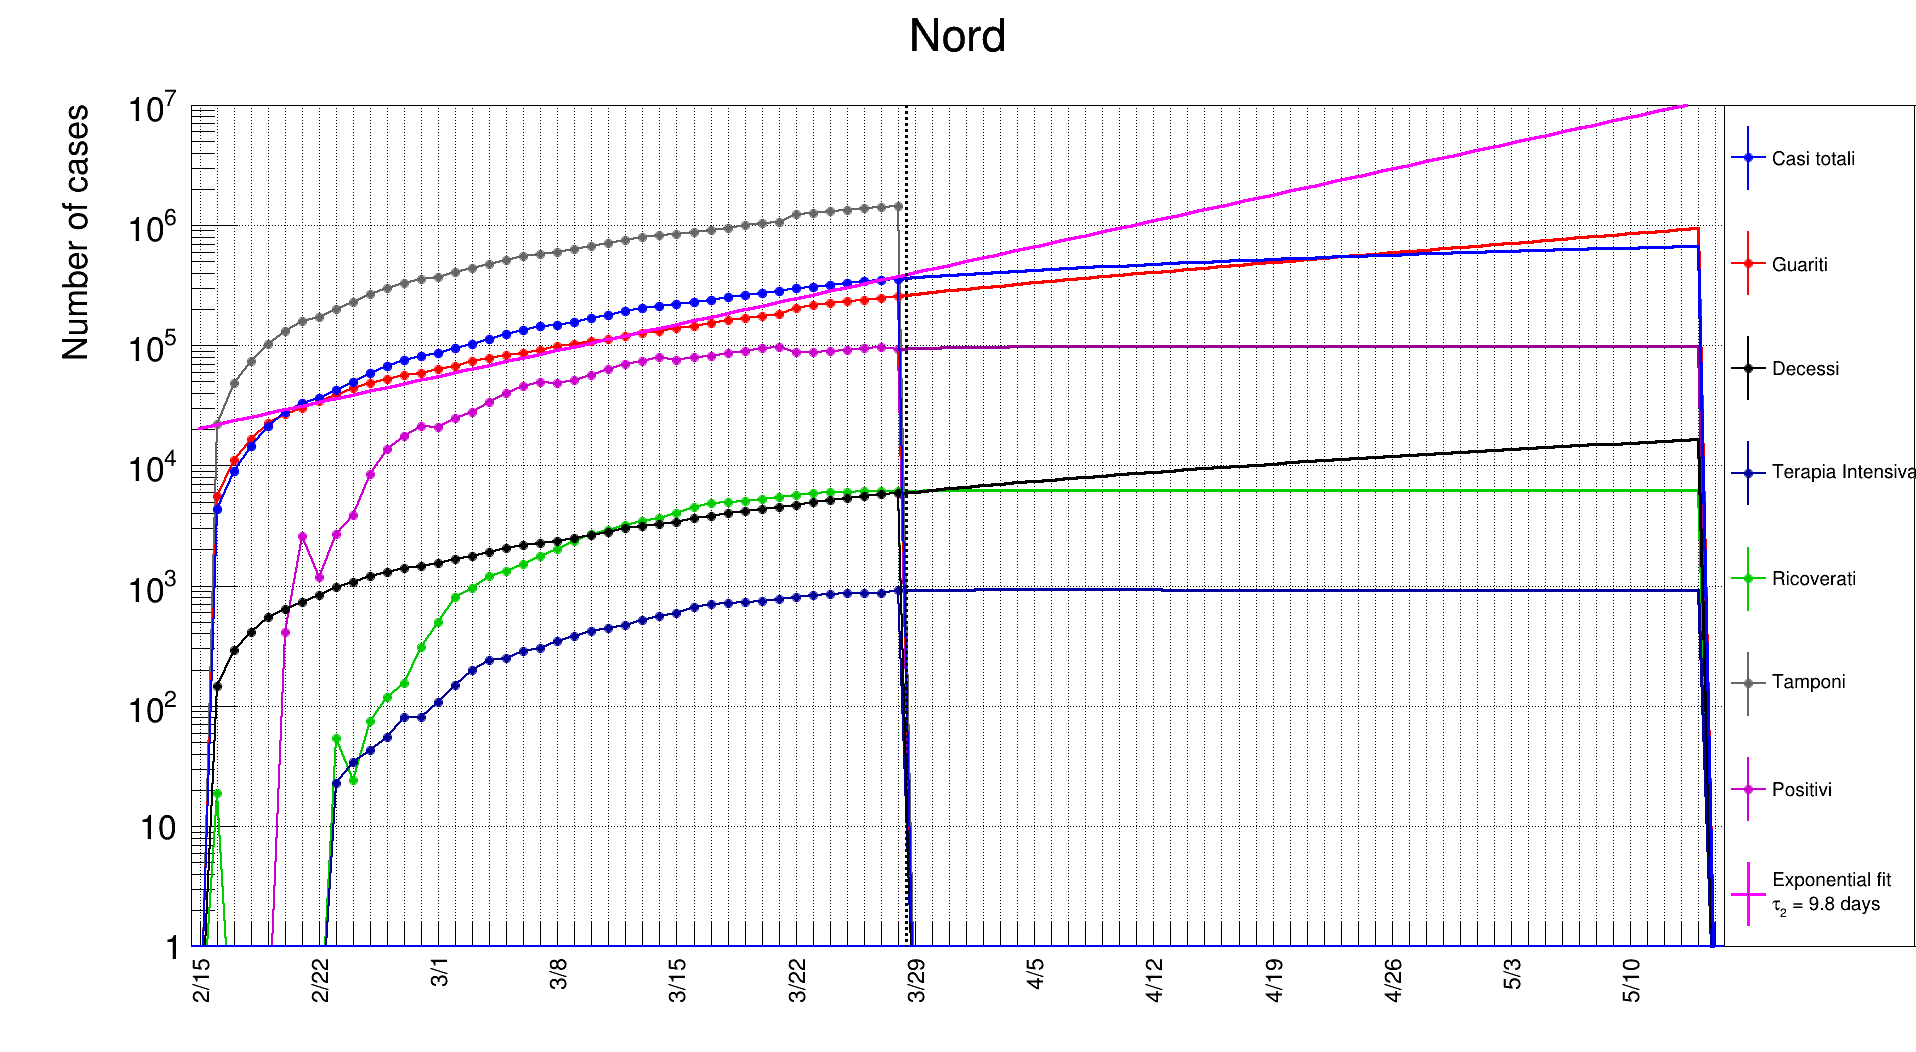 Nord
Number of cases
10^7
10^6
10^5
10^4
10^3
10^2
10
1
2/15
2/22
3/1
3/8
3/15
3/22
3/29
4/5
4/12
4/19
4/26
5/3
5/10
Casi totali
Guariti
Decessi
Terapia Intensiva
Ricoverati
Tamponi
Positivi
Exponential fit
τ_2 = 9.8 days